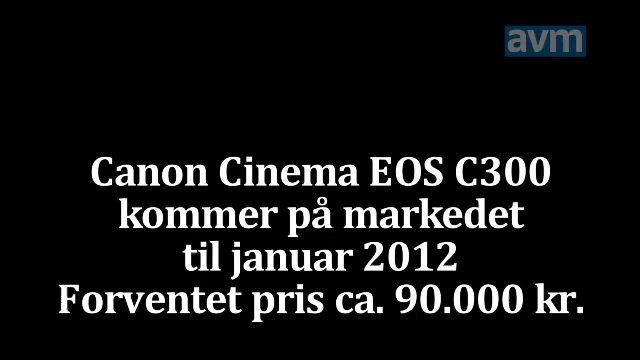 avm
Canon Cinema EOS C300
kommer på markedet
til januar 2012
Forventet pris ca. 90.000 kr.